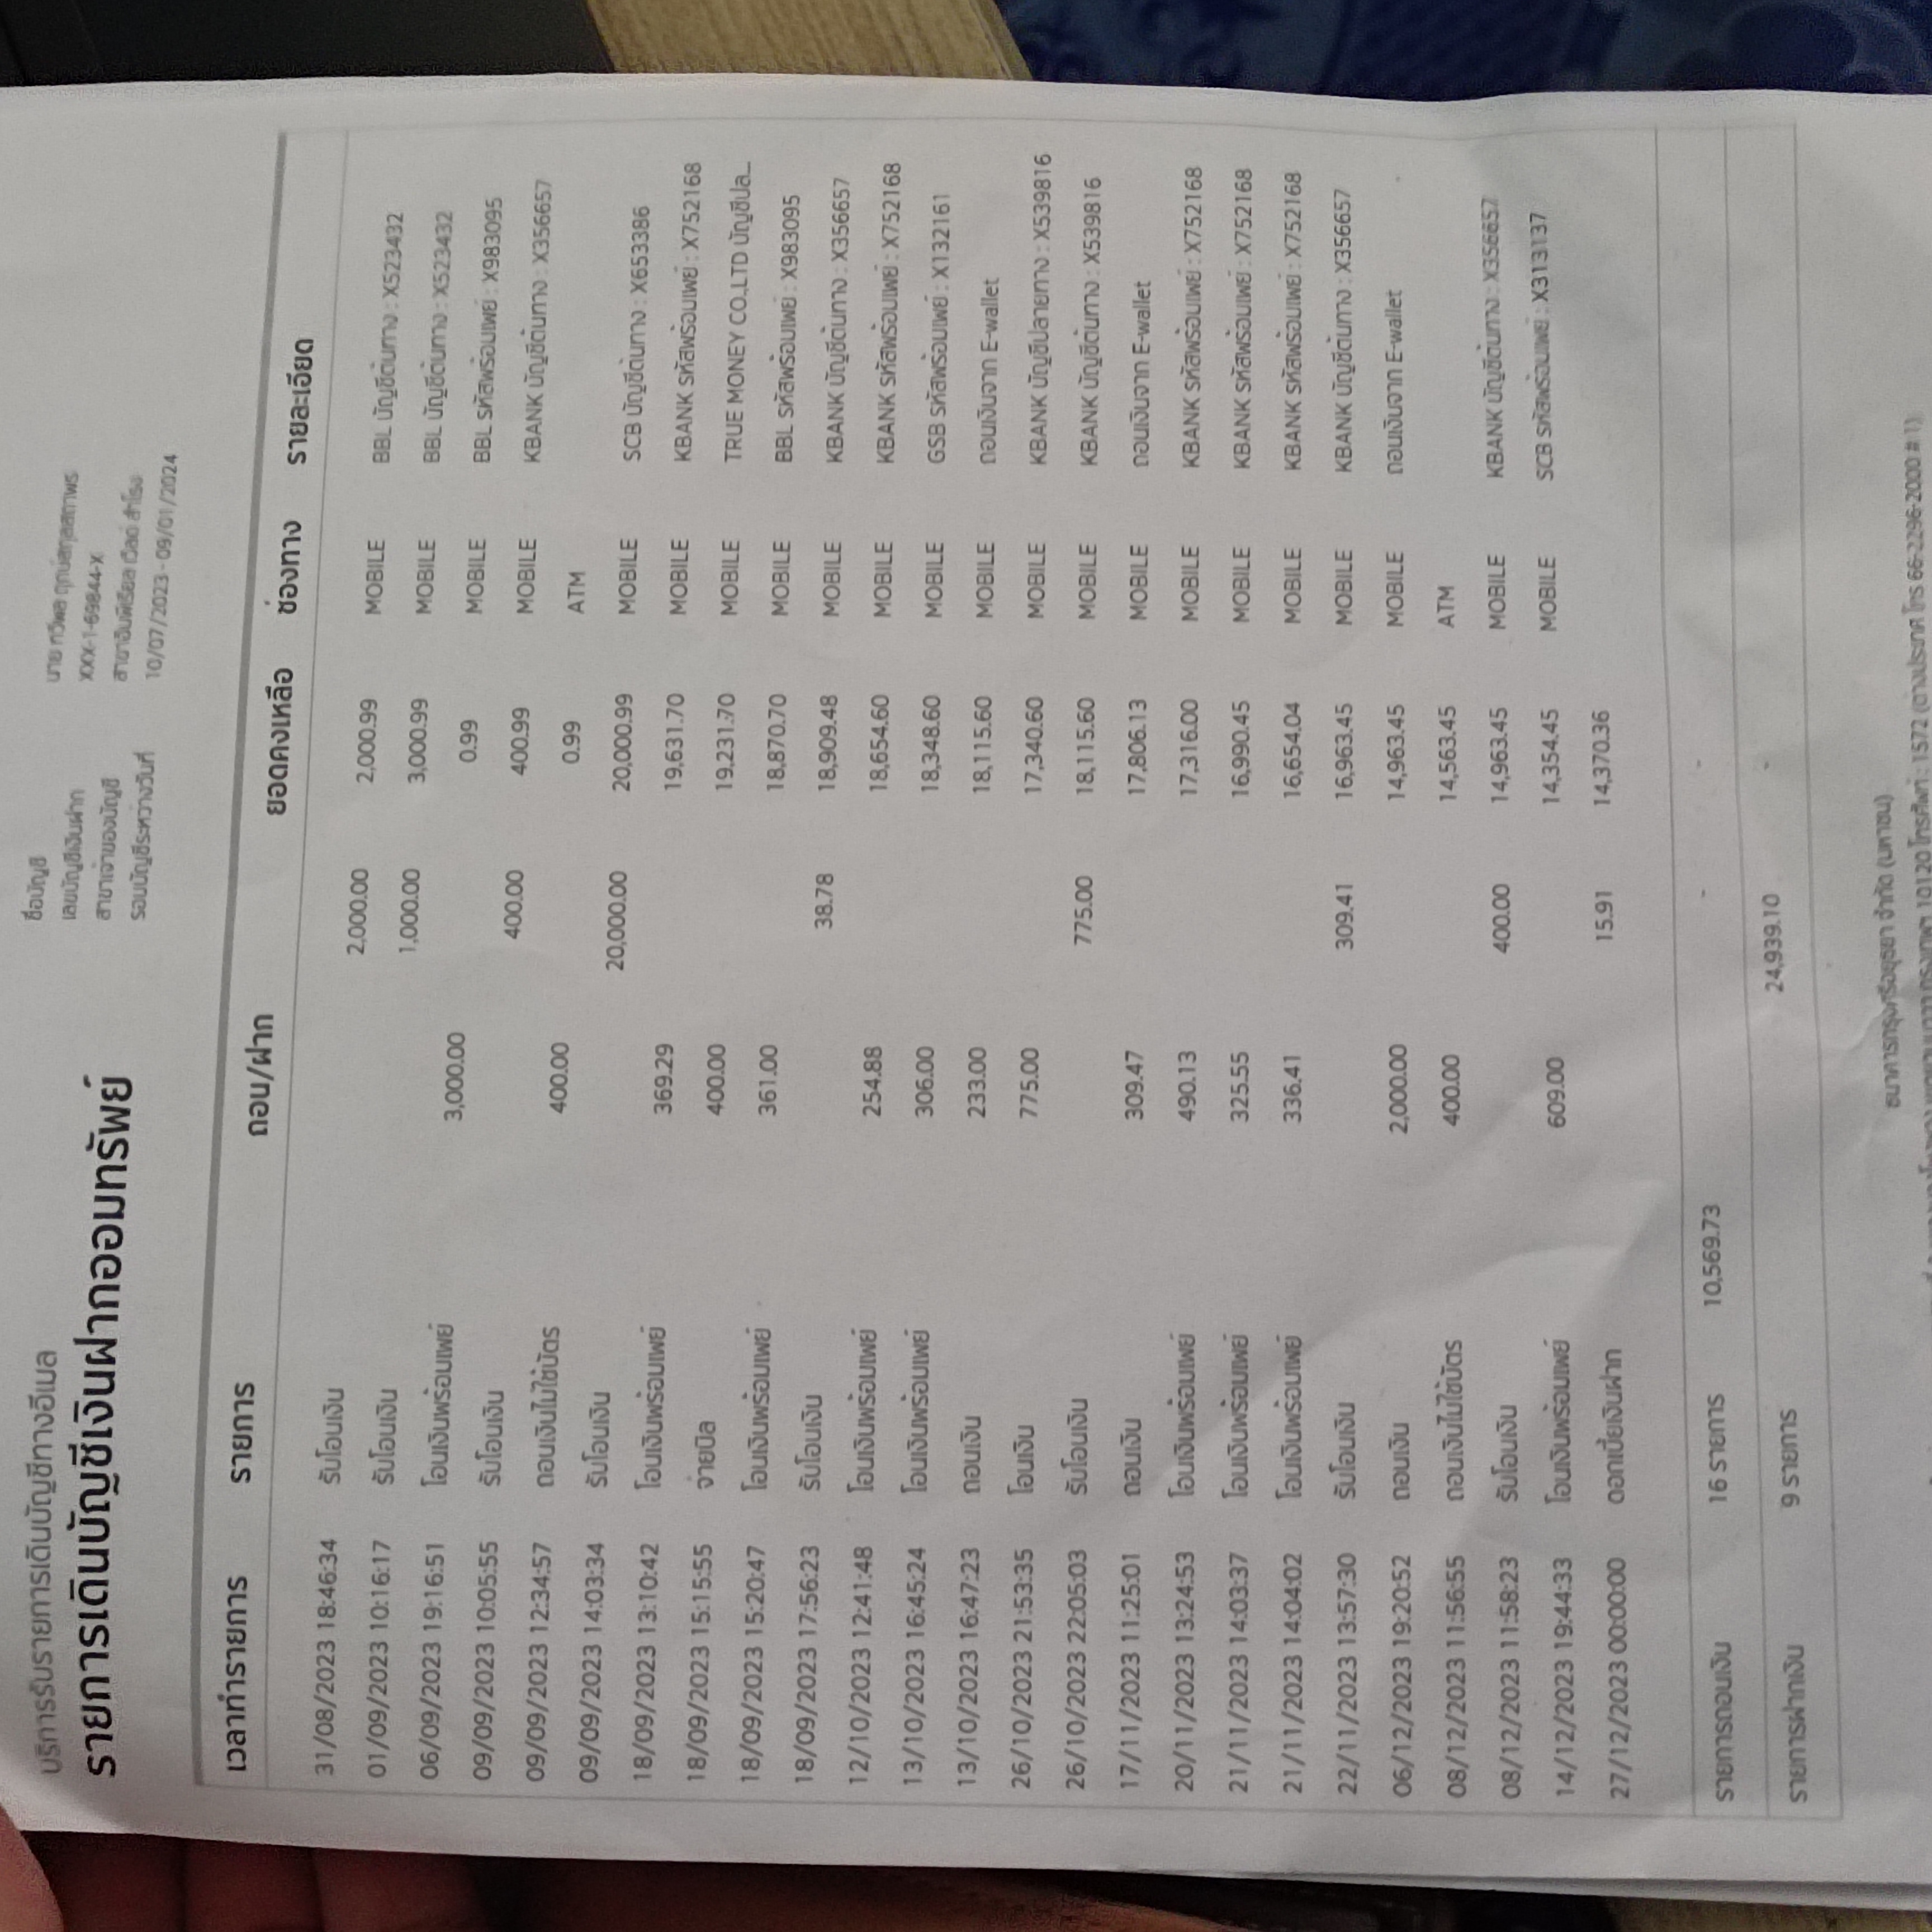 บริการรับรายการเดินบัญชีทางอีเมล
รายการเดินบัญชีเงินฝากออมทรัพย์
ชื่อบัญชี นาย ทวีพล
เลขบัญชีเงินฝาก XXX-1-69844-X
สาขาเจ้าของบัญชี สาขาอิมพีเรียล เวิลด์ สำโรง
รอบบัญชีระหว่างวันที่ 10/07/2023 - 09/01/2024
เวลาทำรายการ รายการ ถอน/ฝาก ยอดคงเหลือ ช่องทาง รายละเอียด
31/08/2023 18:46:34 รับโอนเงิน 2,000.00 2,000.99 MOBILE BBL บัญชีต้นทาง : X523432
01/09/2023 10:16:17 รับโอนเงิน 1,000.00 3,000.99 MOBILE BBL บัญชีต้นทาง : X523432
06/09/2023 19:16:51 โอนเงินพร้อมเพย์ 3,000.00 0.99 MOBILE BBL รหัสพร้อมเพย์ : X983095
09/09/2023 10:05:55 รับโอนเงิน 400.00 400.99 MOBILE KBANK บัญชีต้นทาง : X356657
09/09/2023 12:34:57 ถอนเงินไม่ใช้บัตร 400.00 0.99 ATM
09/09/2023 14:03:34 รับโอนเงิน 20,000.00 20,000.99 MOBILE SCB บัญชีต้นทาง : X653386
18/09/2023 13:10:42 โอนเงินพร้อมเพย์ 369.29 19,631.70 MOBILE KBANK รหัสพร้อมเพย์ : X752168
18/09/2023 15:15:55 จ่ายบิล 400.00 19,231.70 MOBILE TRUE MONEY CO.,LTD บัญชีปล...
18/09/2023 15:20:47 โอนเงินพร้อมเพย์ 361.00 18,870.70 MOBILE BBL รหัสพร้อมเพย์ : X983095
18/09/2023 17:56:23 รับโอนเงิน 38.78 18,909.48 MOBILE KBANK บัญชีต้นทาง : X356657
12/10/2023 12:41:48 โอนเงินพร้อมเพย์ 254.88 18,654.60 MOBILE KBANK รหัสพร้อมเพย์ : X752168
13/10/2023 16:45:24 โอนเงินพร้อมเพย์ 306.00 18,348.60 MOBILE GSB รหัสพร้อมเพย์ : X132161
13/10/2023 16:47:23 ถอนเงิน 233.00 18,115.60 MOBILE ถอนเงินจาก E-wallet
26/10/2023 21:53:35 โอนเงิน 775.00 17,340.60 MOBILE KBANK บัญชีปลายทาง : X539816
26/10/2023 22:05:03 รับโอนเงิน 775.00 18,115.60 MOBILE KBANK บัญชีต้นทาง : X539816
17/11/2023 11:25:01 ถอนเงิน 309.47 17,806.13 MOBILE ถอนเงินจาก E-wallet
20/11/2023 13:24:53 โอนเงินพร้อมเพย์ 490.13 17,316.00 MOBILE KBANK รหัสพร้อมเพย์ : X752168
21/11/2023 14:03:37 โอนเงินพร้อมเพย์ 325.55 16,990.45 MOBILE KBANK รหัสพร้อมเพย์ : X752168
21/11/2023 14:04:02 โอนเงินพร้อมเพย์ 336.41 16,654.04 MOBILE KBANK รหัสพร้อมเพย์ : X752168
22/11/2023 13:57:30 รับโอนเงิน 309.41 16,963.45 MOBILE KBANK บัญชีต้นทาง : X356657
06/12/2023 19:20:52 ถอนเงิน 2,000.00 14,963.45 MOBILE ถอนเงินจาก E-wallet
08/12/2023 11:56:55 ถอนเงินไม่ใช้บัตร 400.00 14,563.45 ATM
08/12/2023 11:58:23 รับโอนเงิน 400.00 14,963.45 MOBILE KBANK บัญชีต้นทาง : X356657
14/12/2023 19:44:33 โอนเงินพร้อมเพย์ 609.00 14,354.45 MOBILE SCB รหัสพร้อมเพย์ : X313137
27/12/2023 00:00:00 ดอกเบี้ยเงินฝาก 15.91 14,370.36
รายการถอนเงิน 16 รายการ 10,569.73 - -
รายการฝากเงิน 9 รายการ 24,939.10 -
ธนาคารกรุงศรีอยุธยา จำกัด (มหาชน)
10120 โทรศัพท์ : 1572 (ต่างประเทศ โทร 66-2296-2000 # 1)